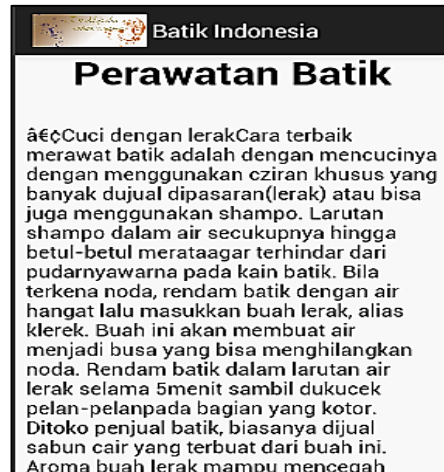 Batik Indonesia
Perawatan Batik
â€¢Cuci dengan lerakCara terbaik
merawat batik adalah dengan mencucinya
dengan menggunakan cziran khusus yang
banyak dujual dipasaran(lerak) atau bisa
juga menggunakan shampo. Larutan
shampo dalam air secukupnya hingga
betul-betul merataagar terhindar dari
pudarnyawarna pada kain batik. Bila
terkena noda, rendam batik dengan air
hangat lalu masukkan buah lerak, alias
klerek. Buah ini akan membuat air
menjadi busa yang bisa menghilangkan
noda. Rendam batik dalam larutan air
lerak selama 5menit sambil dukucek
pelan-pelanpada bagian yang kotor.
Ditoko penjual batik, biasanya dijual
sabun cair yang terbuat dari buah ini.
Aroma buah lerak mampu mencegah